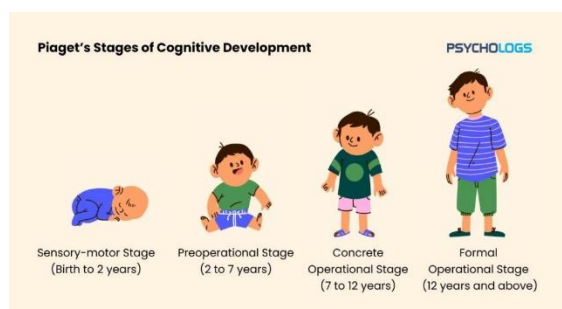 Piaget's Stages of Cognitive Development
PSYCHOLOGS
Sensory-motor Stage
(Birth to 2 years)
Preoperational Stage
(2 to 7 years)
Concrete
Operational Stage
(7 to 12 years)
Formal
Operational Stage
(12 years and above)